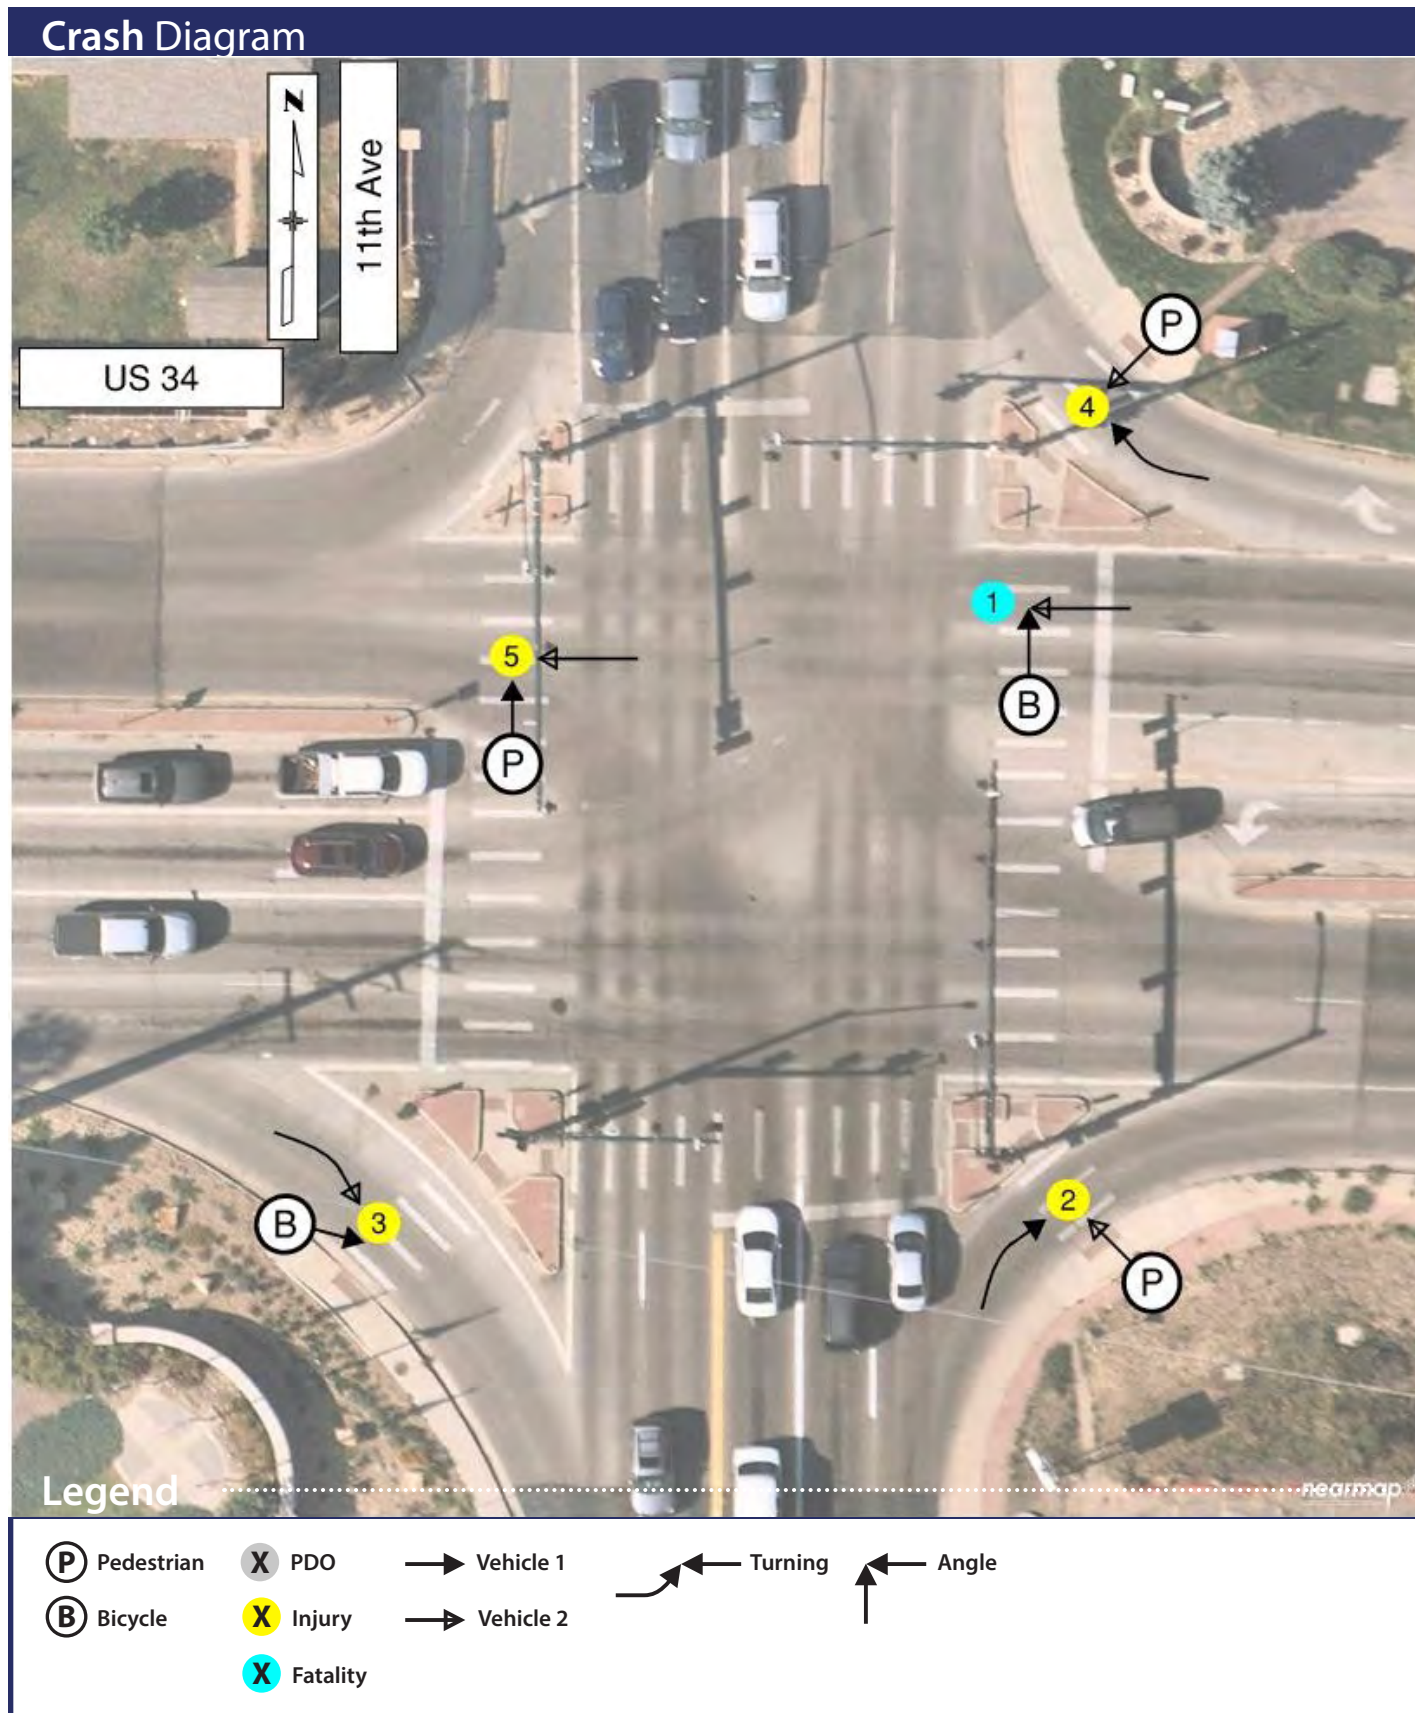 Crash Diagram
N
11th Ave
US 34
P
4
1
5
B
P
3
B
2
P
Legend
nearmap
P Pedestrian X PDO Vehicle 1 Turning Angle
B Bicycle X Injury Vehicle 2
X Fatality